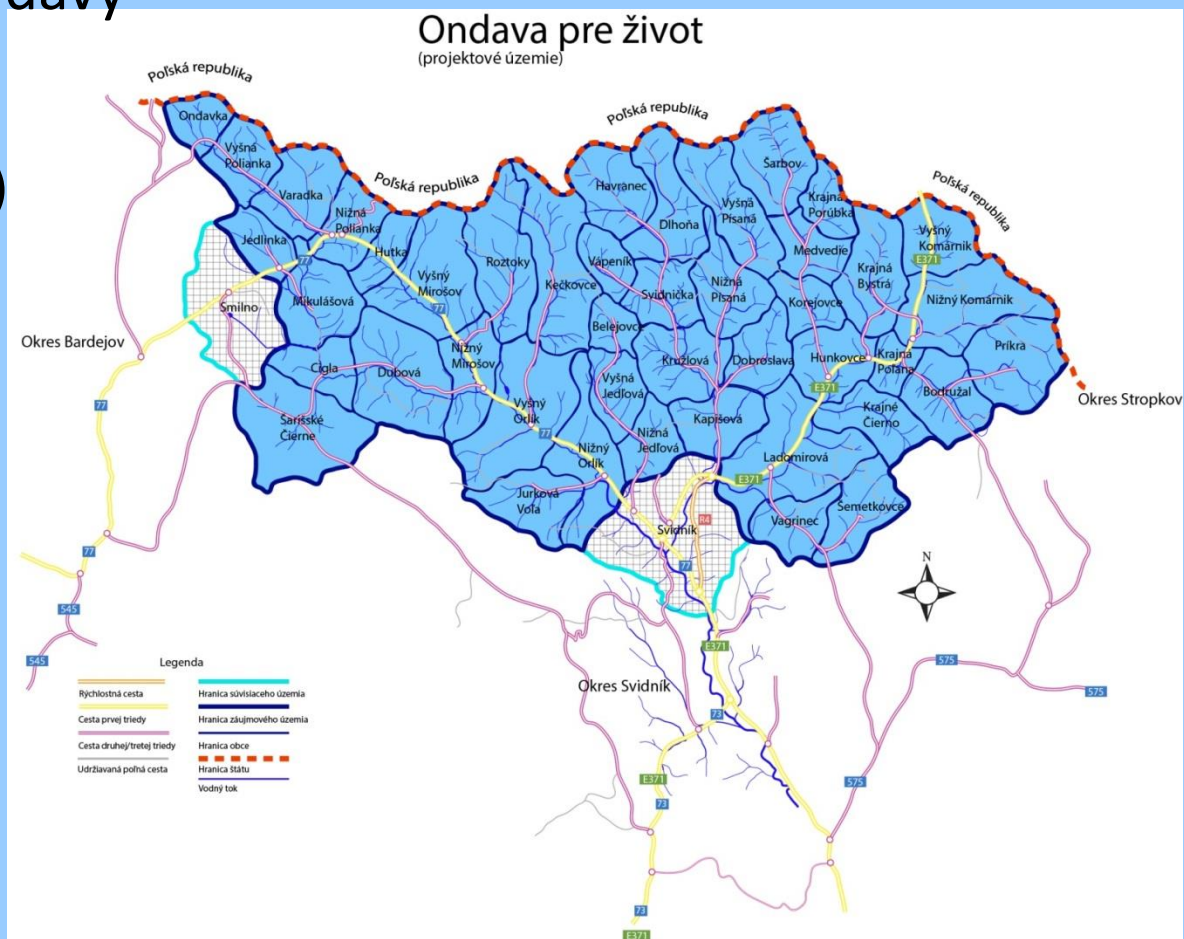 davy
Ondava pre život
(projektové územie)
)
Poľská republika
Poľská republika
Poľská republika
Poľská republika
Ondavka
Vyšná
Polianka
Varadka
Nižná
Polianka
Jedlinka
Hutka
77
Mikulášová
Smilno
Vyšný
Mirošov
77
Roztoky
Kečkovce
Havranec
Dlhoňa
Vyšná
Písaná
Šarbov
Krajná
Porúbka
Medvedie
Vyšný
Komárnik
E371
Krajná
Bystrá
Nižný Komárnik
Vápeník
Svidnička
Nižná
Písaná
Korejovce
Belejovce
Príkra
Okres Bardejov
Nižný
Mirošov
Cigla
Dubová
Vyšná
Jedľová
Kružlová
Dobroslava
Hunkovce
Krajná
Poľana
E371
Bodružal
Okres Stropkov
77
Šarišské
Čierne
Vyšný
Orlík
77
Nižný
Orlík
Nižná
Jedľová
Kapišová
Krajné
Čierno
Ladomirová
E371
Jurková
Voľa
Vagrinec
Šemetkovce
Svidník
R4
77
77
N
545
545
E371
575
575
Okres Svidník
73
E371
73
575
73
E371
Legenda
Rýchlostná cesta
Cesta prvej triedy
Cesta druhej/tretej triedy
Udržiavaná poľná cesta
Hranica súvisiaceho územia
Hranica záujmového územia
Hranica obce
Hranica štátu
Vodný tok